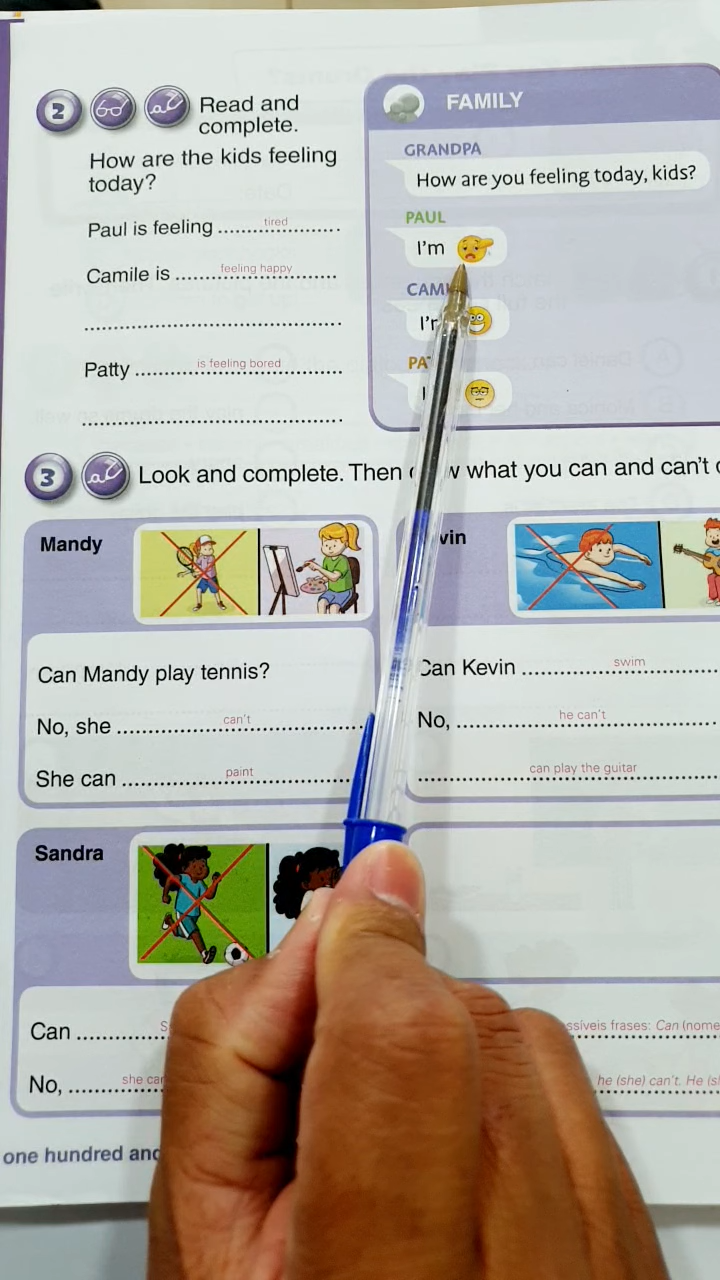 2 Read and
complete.
How are the kids feeling
today?
Paul is feeling tired
Camile is feeling happy
Patty is feeling bored
FAMILY
GRANDPA
How are you feeling today, kids?
PAUL
I'm
3 Look and complete. Then what you can and can't
Mandy
Can Mandy play tennis?
No, she can't
She can paint
Can Kevin swim
No, he can't
can play the guitar
Sandra
Can
No, she
frases: Can (nome
he (she) can't. He
one hundred